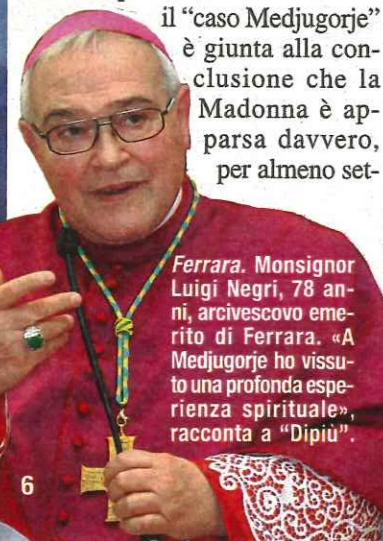 il “caso Medjugorje”
è giunta alla con-
clusione che la
Madonna è ap-
parsa davvero,
per almeno set-
Ferrara. Monsignor
Luigi Negri, 78 an-
ni, arcivescovo eme-
rito di Ferrara. «A
Medjugorje ho vissu-
to una profonda espe-
rienza spirituale»,
racconta a “Dipiù”.
6